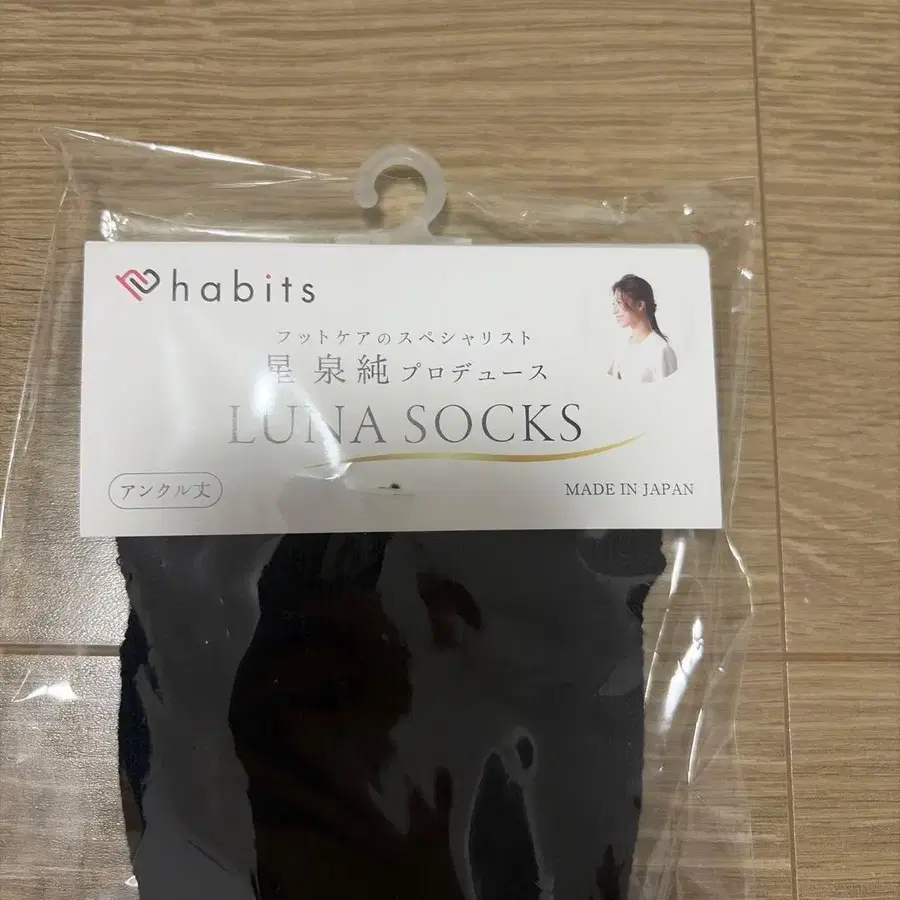 habits
フットケアのスペシャリスト
星 泉純 プロデュース
LUNA SOCKS
アンクル丈
MADE IN JAPAN